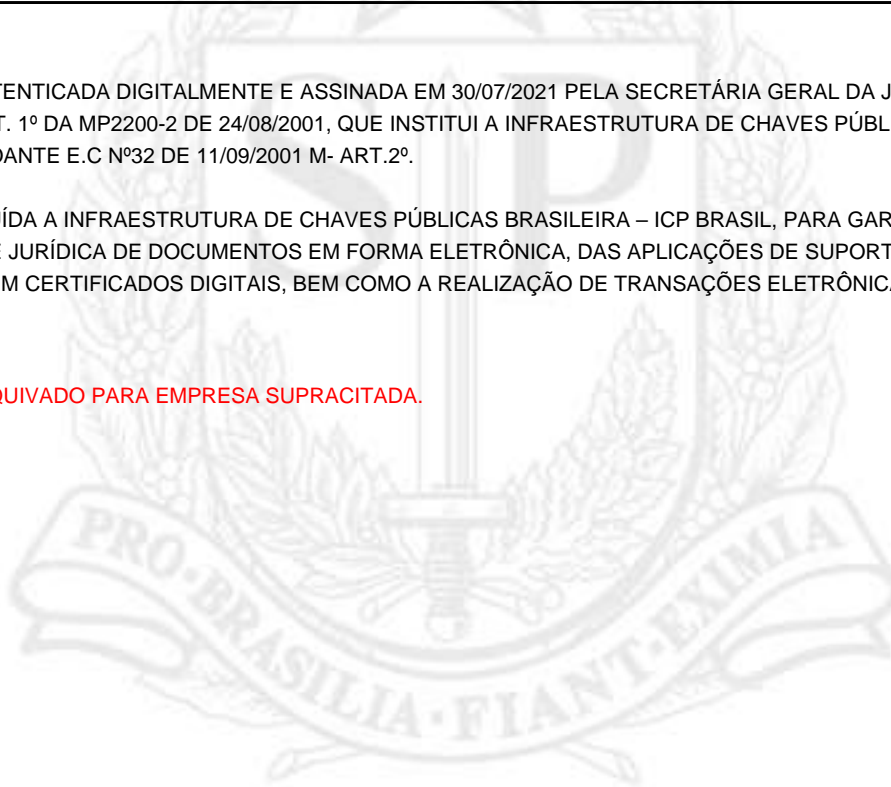 TENTICADA DIGITALMENTE E ASSINADA EM 30/07/2021 PELA SECRETÁRIA GERAL DA J
T. 1º DA MP2200-2 DE 24/08/2001, QUE INSTITUI A INFRAESTRUTURA DE CHAVES PÚBL
DANTE E.C Nº32 DE 11/09/2001 M- ART.2º.
UÍDA A INFRAESTRUTURA DE CHAVES PÚBLICAS BRASILEIRA – ICP BRASIL, PARA GAR
E JURÍDICA DE DOCUMENTOS EM FORMA ELETRÔNICA, DAS APLICAÇÕES DE SUPORT
EM CERTIFICADOS DIGITAIS, BEM COMO A REALIZAÇÃO DE TRANSAÇÕES ELETRÔNICA
QUIVADO PARA EMPRESA SUPRACITADA.
SP
PRO·BRASILIA·FIANT·EXIMIA